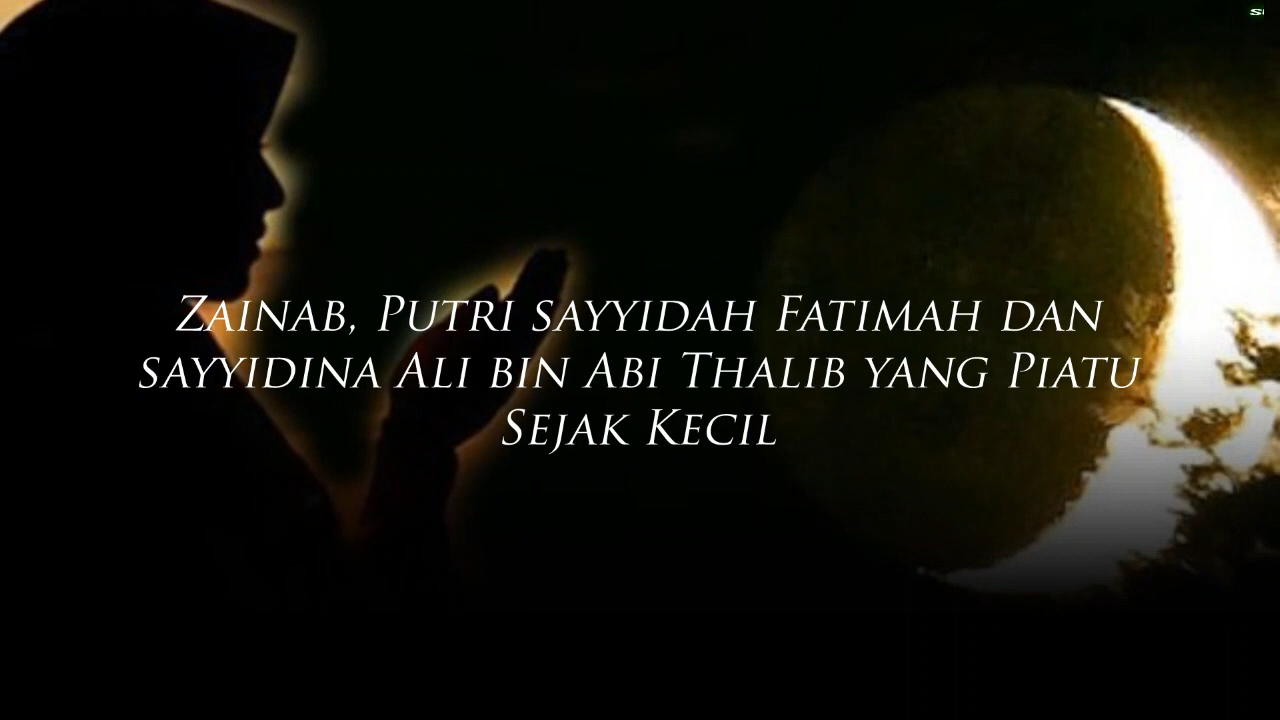 Zainab, Putri sayyidah Fatimah dan
sayyidina Ali bin Abi Thalib yang Piatu
Sejak Kecil